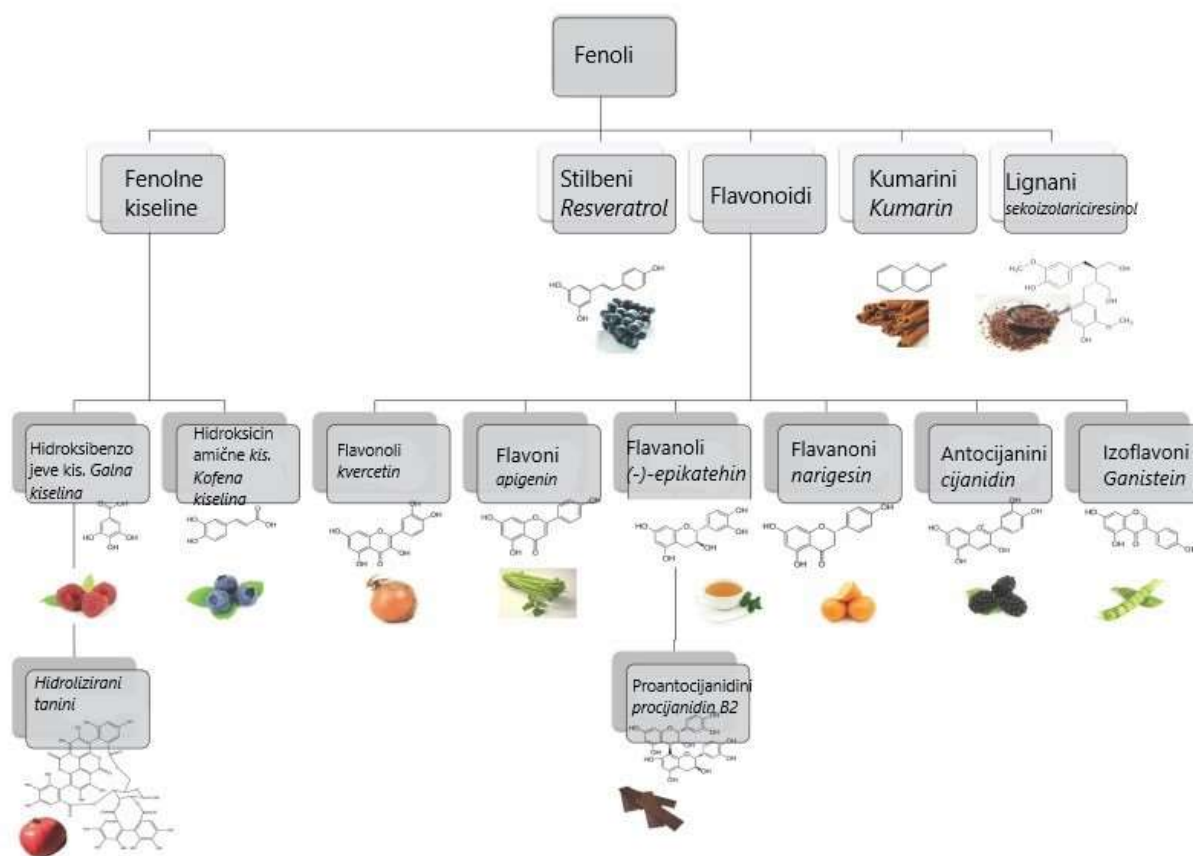 Fenoli
Fenolne
kiseline
Stilbeni
Resveratrol
Flavonoidi
Kumarini
Kumarin
Lignani
sekoizolariciresinol
Hidroksibenzo
jeve kis. Galna
kiselina
Hidroksicin
amične kis.
Kofena
kiselina
Flavonoli
kvercetin
Flavoni
apigenin
Flavanoli
(-)-epikatehin
Flavanoni
narigesin
Antocijanini
cijanidin
Izoflavoni
Ganistein
Hidrolizirani
tanini
Proantocijanidini
procijanidin B2